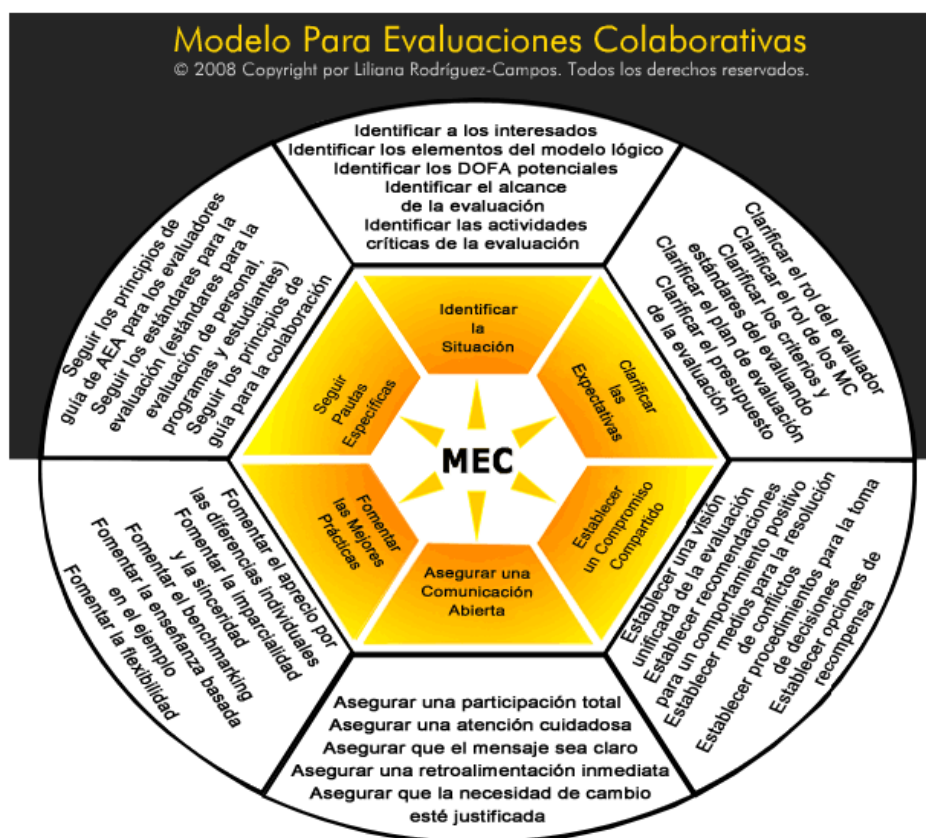 Modelo Para Evaluaciones Colaborativas
© 2008 Copyright por Liliana Rodríguez-Campos. Todos los derechos reservados.
Identificar a los interesados
Identificar los elementos del modelo lógico
Identificar los DOFA potenciales
Identificar el alcance
de la evaluación
Identificar las actividades
críticas de la evaluación
Clarificar el rol del evaluador
Clarificar el rol de los MC
Clarificar los criterios y
estándares del evaluando
Clarificar el plan de evaluación
Clarificar el presupuesto
de la evaluación
Establecer una visión
unificada de la evaluación
Establecer recomendaciones
para un comportamiento positivo
Establecer medios para la resolución
de conflictos
Establecer procedimientos para la toma
de decisiones
Establecer opciones de
recompensa
Asegurar una participación total
Asegurar una atención cuidadosa
Asegurar que el mensaje sea claro
Asegurar una retroalimentación inmediata
Asegurar que la necesidad de cambio
esté justificada
Fomentar el aprecio por
las diferencias individuales
Fomentar la imparcialidad
y la sinceridad
Fomentar el benchmarking
Fomentar la enseñanza basada
en el ejemplo
Fomentar la flexibilidad
Seguir los principios de
guía de AEA para los evaluadores
Seguir los estándares para la
evaluación (estándares para la
evaluación de personal,
programas y estudiantes)
Seguir los principios de
guía para la colaboración
Identificar
la
Situación
Clarificar
las
Expectativas
Establecer
un Compromiso
Compartido
Asegurar una
Comunicación
Abierta
Fomentar
las Mejores
Prácticas
Seguir
Pautas
Específicas
MEC